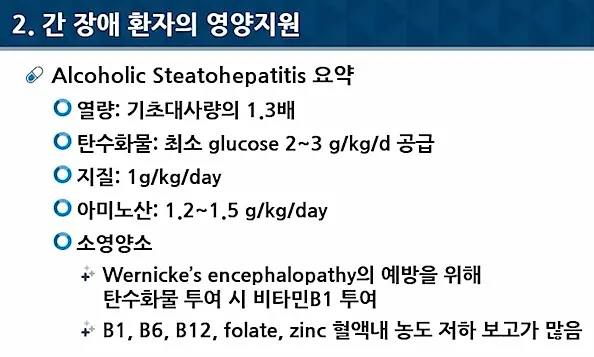 2. 간 장애 환자의 영양지원
Alcoholic Steatohepatitis 요약
열량: 기초대사량의 1.3배
탄수화물: 최소 glucose 2~3 g/kg/d 공급
지질: 1g/kg/day
아미노산: 1.2~1.5 g/kg/day
소영양소
Wernicke's encephalopathy의 예방을 위해
탄수화물 투여 시 비타민B1 투여
B1, B6, B12, folate, zinc 혈액내 농도 저하 보고가 많음